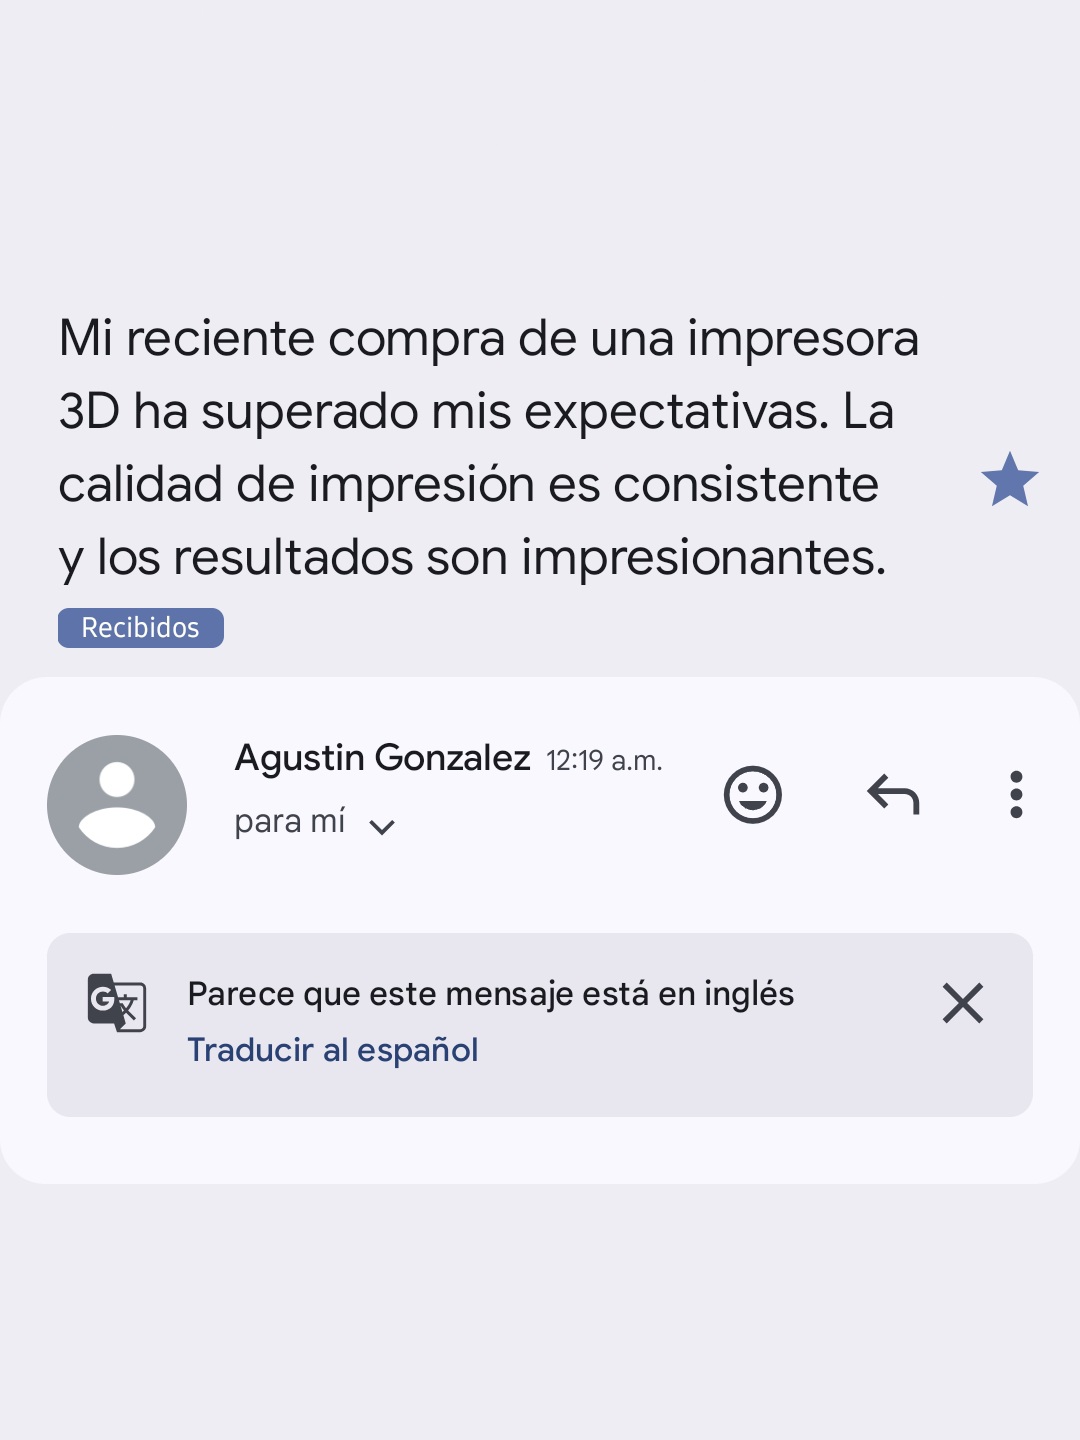 Mi reciente compra de una impresora
3D ha superado mis expectativas. La
calidad de impresión es consistente
y los resultados son impresionantes.
Recibidos
Agustin Gonzalez 12:19 a.m.
para mí
Parece que este mensaje está en inglés
Traducir al español